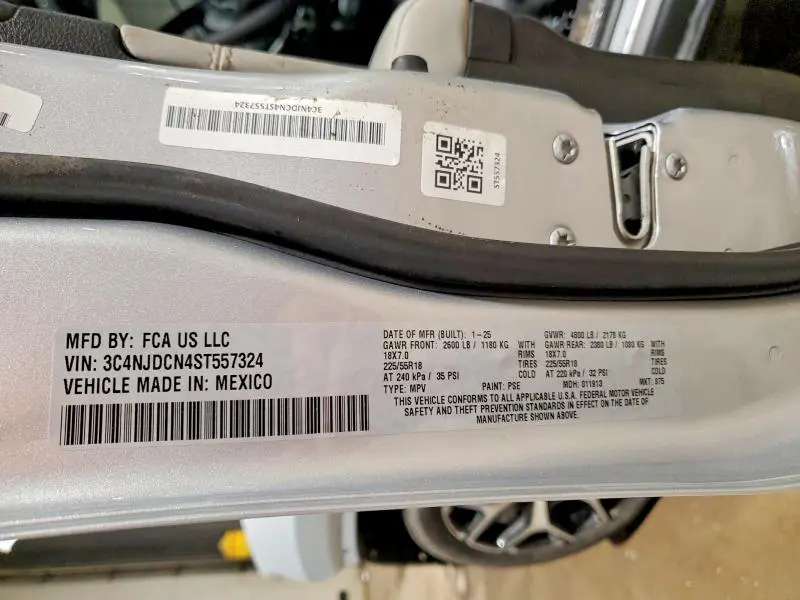 3C4NJDCN4ST557324
ST557324
MFD BY: FCA US LLC
VIN: 3C4NJDCN4ST557324
VEHICLE MADE IN: MEXICO
DATE OF MFR (BUILT): 1-25 GVWR: 4800 LB / 2178 KG
GAWR FRONT: 2600 LB / 1180 KG WITH GAWR REAR: 2380 LB / 1080 KG WITH
18X7.0 RIMS 18X7.0 RIMS
225/55R18 TIRES 225/55R18 TIRES
AT 240 kPa / 35 PSI COLD AT 220 kPa / 32 PSI COLD
TYPE: MPV PAINT: PSE MDH: 011913 MKT: 875
THIS VEHICLE CONFORMS TO ALL APPLICABLE U.S.A. FEDERAL MOTOR VEHICLE
SAFETY AND THEFT PREVENTION STANDARDS IN EFFECT ON THE DATE OF
MANUFACTURE SHOWN ABOVE.